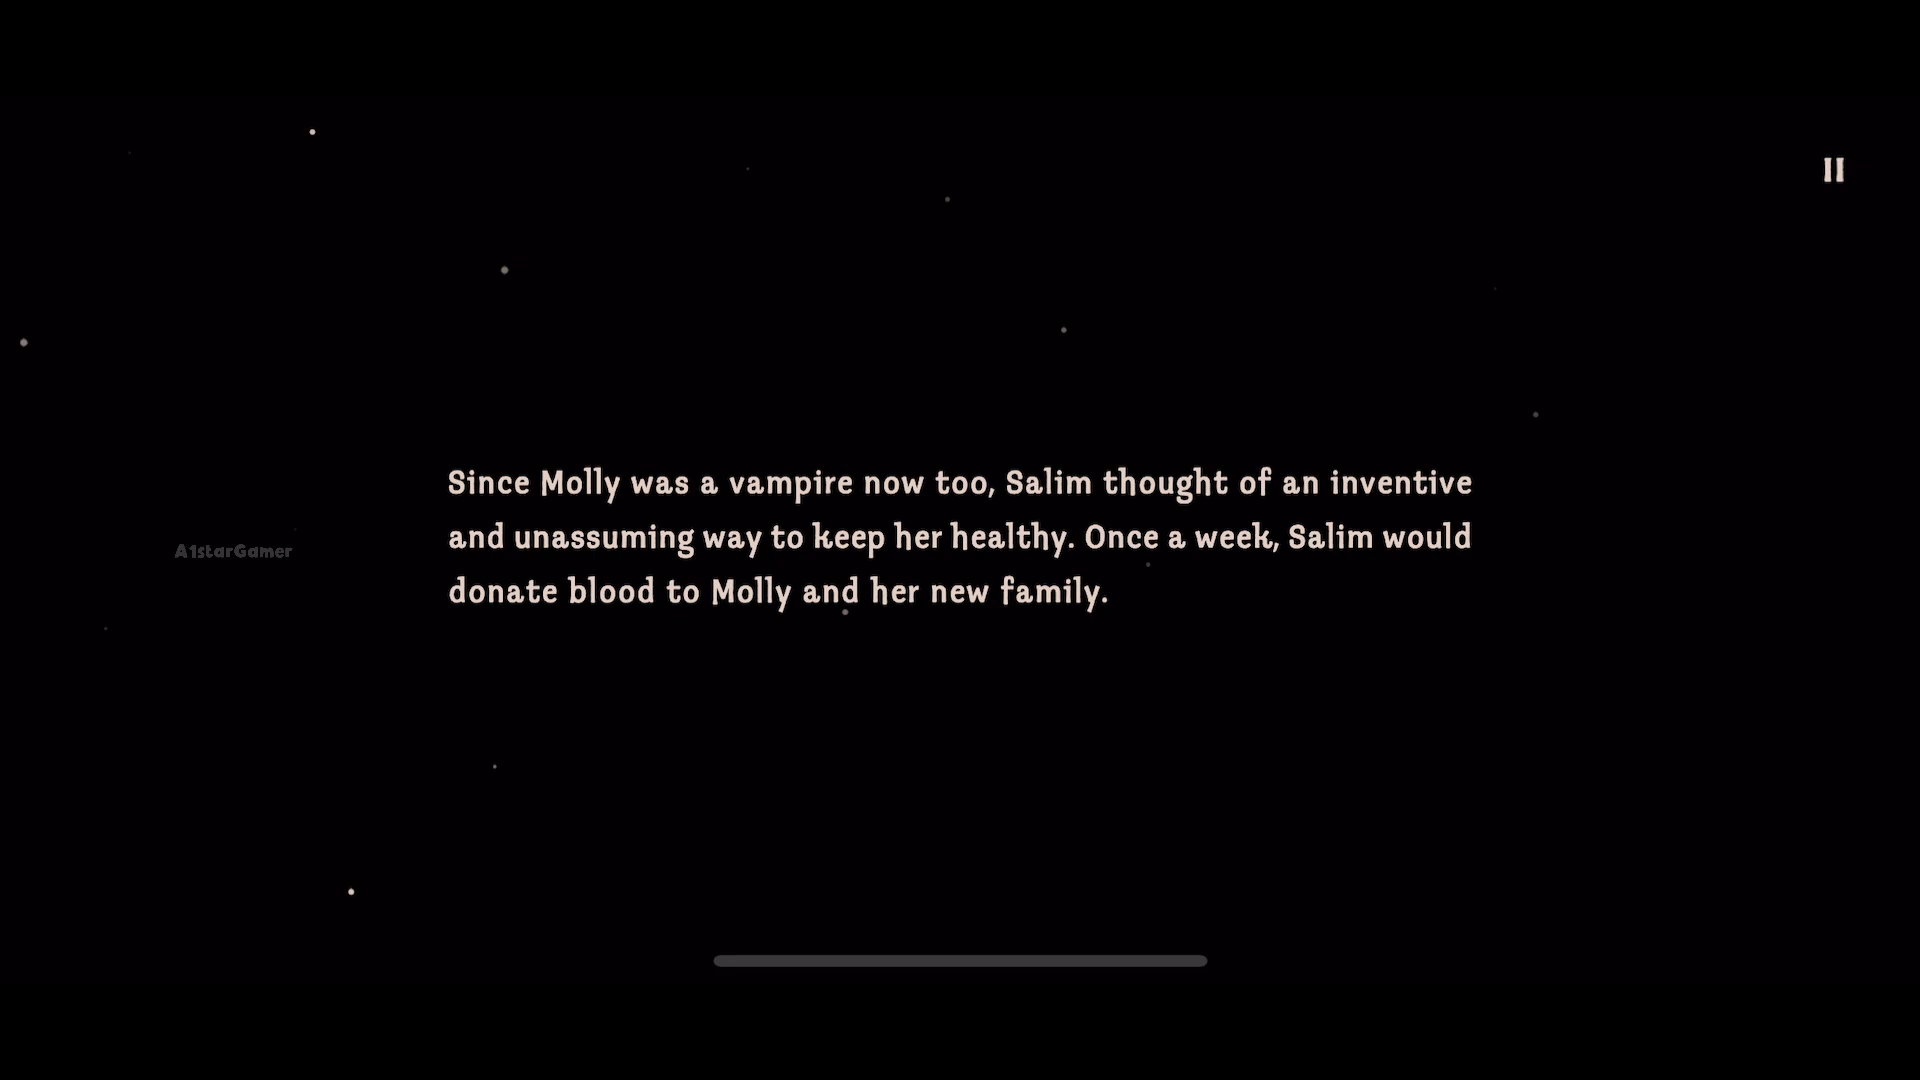 Since Molly was a vampire now too, Salim thought of an inventive
and unassuming way to keep her healthy. Once a week, Salim would
A1starGamer
donate blood to Molly and her new family.